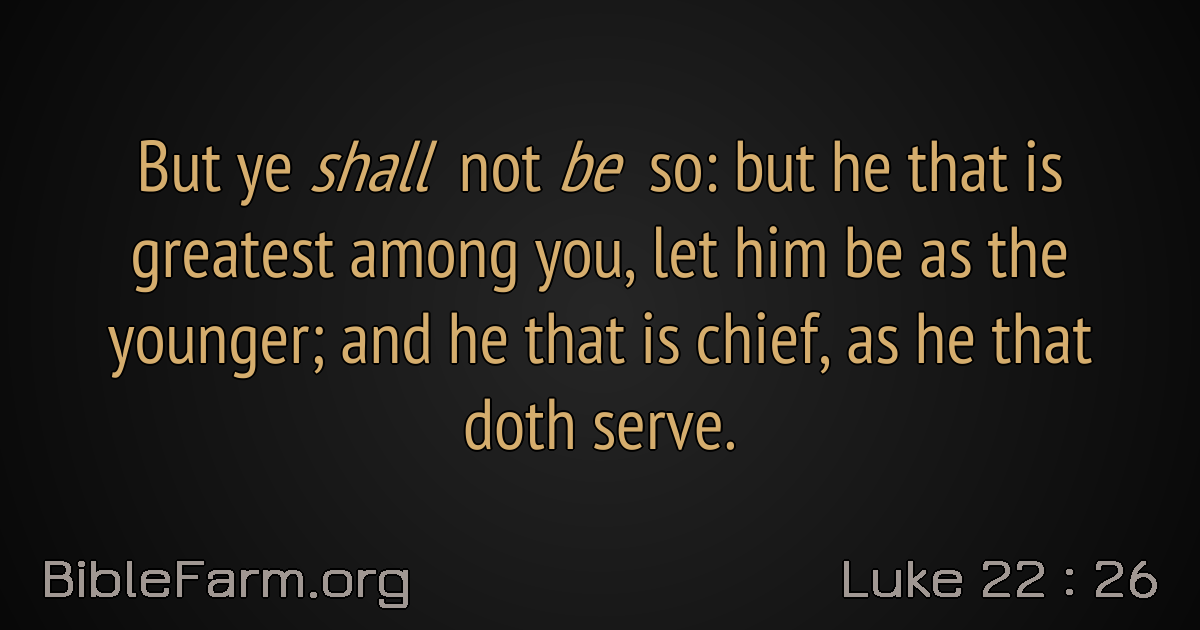 But ye shall not be so: but he that is
greatest among you, let him be as the
younger; and he that is chief, as he that
doth serve.
BibleFarm.org
Luke 22 : 26